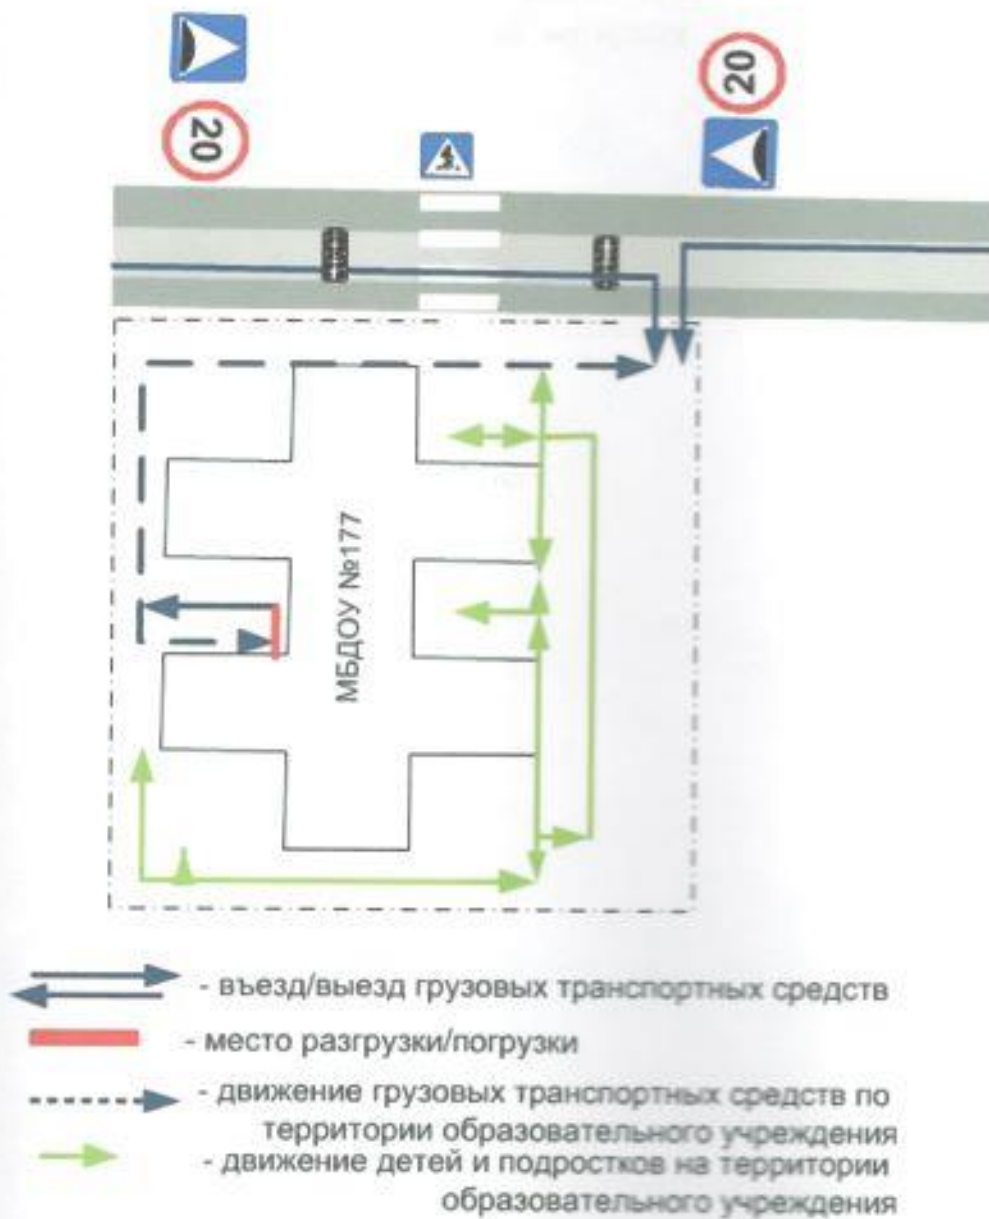 20
20
МБДОУ №177
- въезд/выезд грузовых транспортных средств
- место разгрузки/погрузки
- движение грузовых транспортных средств по
территории образовательного учреждения
- движение детей и подростков на территории
образовательного учреждения